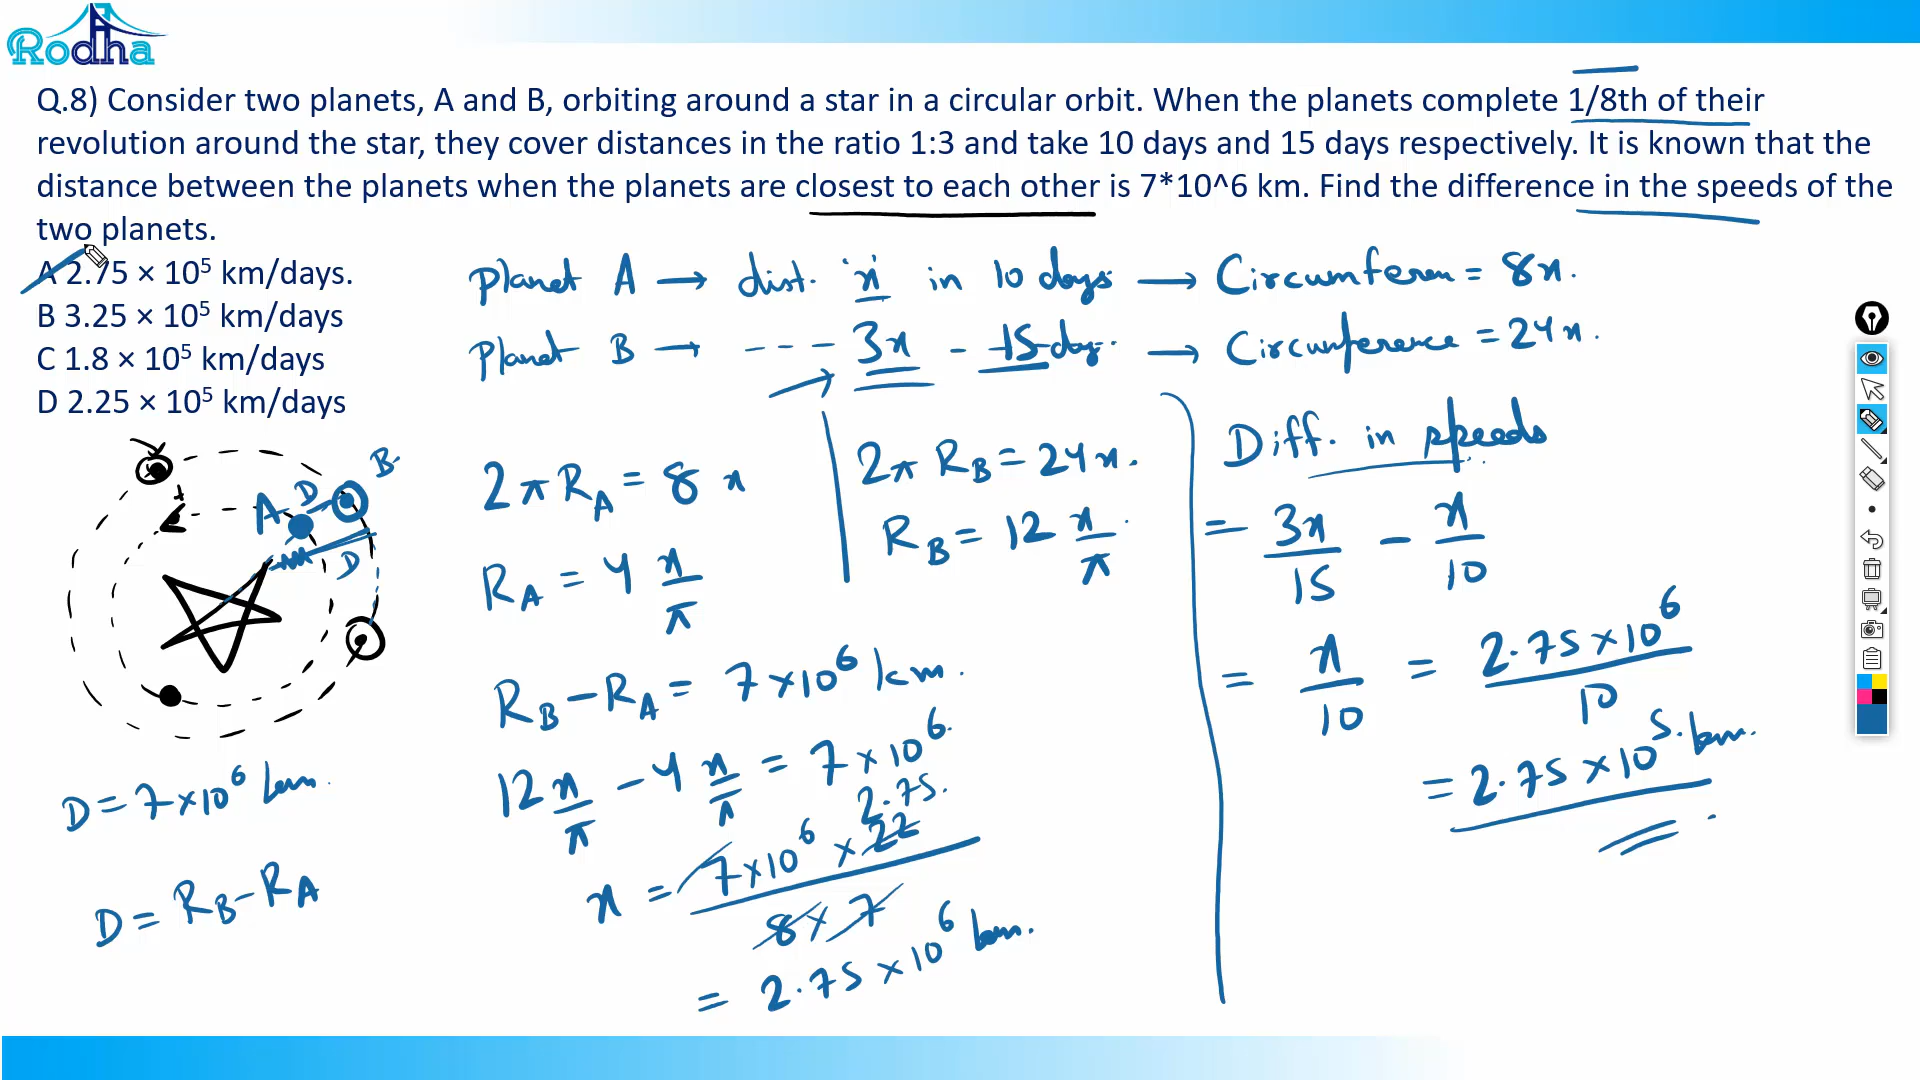 Rodha
Q.8) Consider two planets, A and B, orbiting around a star in a circular orbit. When the planets complete 1/8th of their
revolution around the star, they cover distances in the ratio 1:3 and take 10 days and 15 days respectively. It is known that the
distance between the planets when the planets are closest to each other is 7*10^6 km. Find the difference in the speeds of the
two planets.
A 2.75 × 10⁵ km/days.
B 3.25 × 10⁵ km/days
C 1.8 × 10⁵ km/days
D 2.25 × 10⁵ km/days
Planet A → dist. 'x' in 10 days → Circumferen = 8x.
Planet B → ---- 3x - 15 day. → Circumference = 24x.
B.
A D
D
D = 7×10⁶ km.
D = R_B - R_A
2π R_A = 8 x
R_A = 4 x/π
2π R_B = 24x.
R_B = 12 x/π.
R_B - R_A = 7×10⁶ km.
12 x/π - 4 x/π = 7×10⁶.
2.75.
x = 7×10⁶ × 22 / 8×7
= 2.75 × 10⁶ km.
Diff. in speeds
= 3x/15 - x/10
= x/10 = 2.75×10⁶/10
= 2.75 × 10⁵. km.